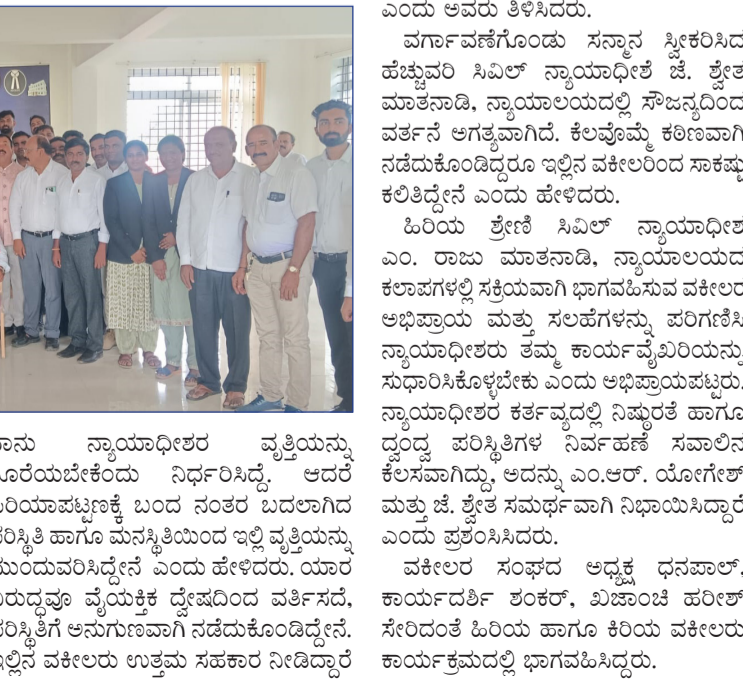 ವೃತ್ತಿಯನ್ನು ನ್ಯಾಯಾಧೀಶರ
ನಿರ್ಧರಿಸಿದ್ದೆ. ಆದರೆ
ಬಂದ ನಂತರ ಬದಲಾಗಿದ
ಹಾಗೂ ಮನಸ್ಥಿತಿಯಿಂದ ಇಲ್ಲಿ ವೃತ್ತಿಯನ್ನು
ಎಂದು ಹೇಳಿದರು. ಯಾರ
ವೈಯಕ್ತಿಕ ದ್ವೇಷದಿಂದ ವರ್ತಿಸದೆ,
ಅನುಗುಣವಾಗಿ ನಡೆದುಕೊಂಡಿದ್ದೇನೆ.
ವಕೀಲರು ಉತ್ತಮ ಸಹಕಾರ ನೀಡಿದ್ದಾರೆ
ಎಂದು ಅವರು ತಿಳಿಸಿದರು.
ವರ್ಗಾವಣೆಗೊಂಡು ಸನ್ಮಾನ ಸ್ವೀಕರಿಸಿದ
ಹೆಚ್ಚುವರಿ ಸಿವಿಲ್ ನ್ಯಾಯಾಧೀಶೆ ಜೆ. ಶ್ವೇತ
ಮಾತನಾಡಿ, ನ್ಯಾಯಾಲಯದಲ್ಲಿ ಸೌಜನ್ಯದಿಂದ
ವರ್ತನೆ ಅಗತ್ಯವಾಗಿದೆ. ಕೆಲವೊಮ್ಮೆ ಕಠಿಣವಾಗಿ
ನಡೆದುಕೊಂಡಿದ್ದರೂ ಇಲ್ಲಿನ ವಕೀಲರಿಂದ ಸಾಕಷ್ಟು
ಕಲಿತಿದ್ದೇನೆ ಎಂದು ಹೇಳಿದರು.
ಹಿರಿಯ ಶ್ರೇಣಿ ಸಿವಿಲ್ ನ್ಯಾಯಾಧೀಶ
ಎಂ. ರಾಜು ಮಾತನಾಡಿ, ನ್ಯಾಯಾಲಯದ
ಕಲಾಪಗಳಲ್ಲಿ ಸಕ್ರಿಯವಾಗಿ ಭಾಗವಹಿಸುವ ವಕೀಲರ
ಅಭಿಪ್ರಾಯ ಮತ್ತು ಸಲಹೆಗಳನ್ನು ಪರಿಗಣಿಸಿ
ನ್ಯಾಯಾಧೀಶರು ತಮ್ಮ ಕಾರ್ಯವೈಖರಿಯನ್ನು
ಸುಧಾರಿಸಿಕೊಳ್ಳಬೇಕು ಎಂದು ಅಭಿಪ್ರಾಯಪಟ್ಟರು.
ನ್ಯಾಯಾಧೀಶರ ಕರ್ತವ್ಯದಲ್ಲಿ ನಿಷ್ಠುರತೆ ಹಾಗೂ
ದ್ವಂದ್ವ ಪರಿಸ್ಥಿತಿಗಳ ನಿರ್ವಹಣೆ ಸವಾಲಿನ
ಕೆಲಸವಾಗಿದ್ದು, ಅದನ್ನು ಎಂ.ಆರ್. ಯೋಗೇಶ್
ಮತ್ತು ಜೆ. ಶ್ವೇತ ಸಮರ್ಥವಾಗಿ ನಿಭಾಯಿಸಿದ್ದಾರೆ
ಎಂದು ಪ್ರಶಂಸಿಸಿದರು.
ವಕೀಲರ ಸಂಘದ ಅಧ್ಯಕ್ಷ ಧನಪಾಲ್,
ಕಾರ್ಯದರ್ಶಿ ಶಂಕರ್, ಖಜಾಂಚಿ ಹರೀಶ್
ಸೇರಿದಂತೆ ಹಿರಿಯ ಹಾಗೂ ಕಿರಿಯ ವಕೀಲರು
ಕಾರ್ಯಕ್ರಮದಲ್ಲಿ ಭಾಗವಹಿಸಿದ್ದರು.